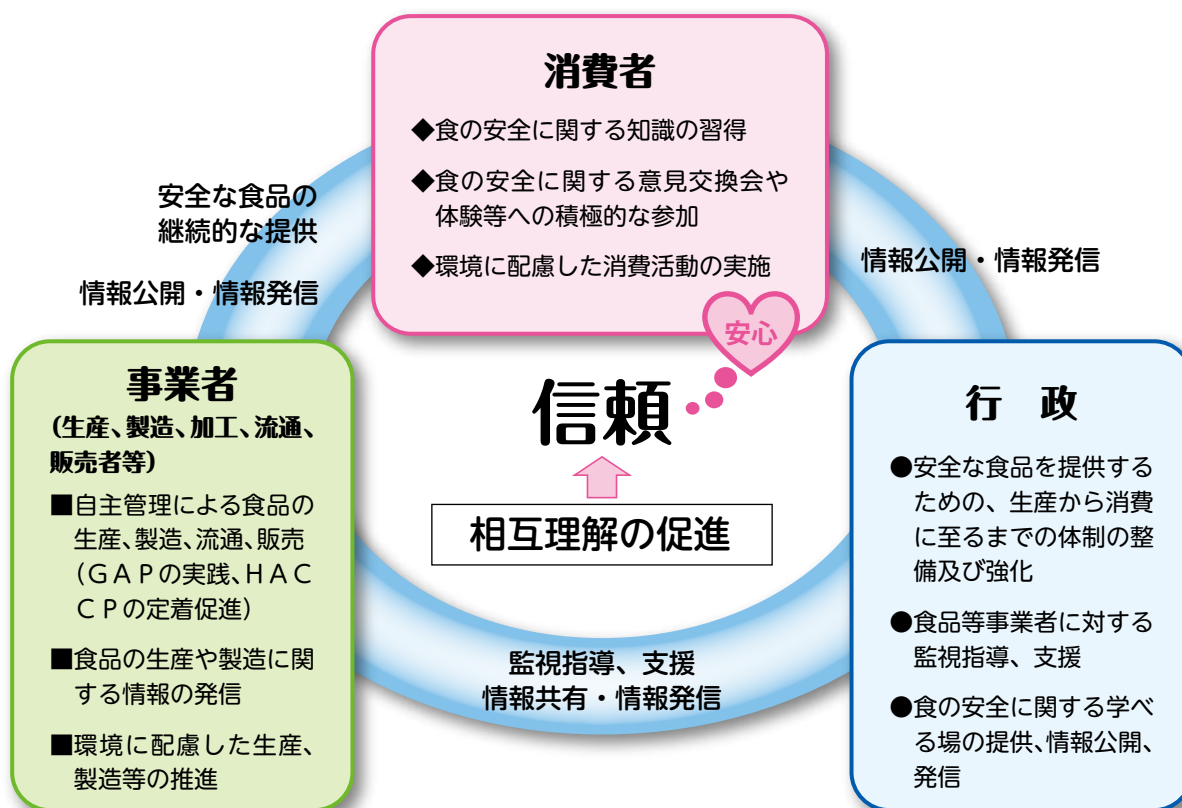 消費者
◆食の安全に関する知識の習得
◆食の安全に関する意見交換会や
体験等への積極的な参加
◆環境に配慮した消費活動の実施
安全な食品の
継続的な提供
情報公開・情報発信
情報公開・情報発信
安心
信頼
相互理解の促進
事業者
(生産、製造、加工、流通、
販売者等)
■自主管理による食品の
生産、製造、流通、販売
(GAPの実践、HAC
CPの定着促進)
■食品の生産や製造に関
する情報の発信
■環境に配慮した生産、
製造等の推進
監視指導、支援
情報共有・情報発信
行　政
●安全な食品を提供する
ための、生産から消費
に至るまでの体制の整
備及び強化
●食品等事業者に対する
監視指導、支援
●食の安全に関する学べ
る場の提供、情報公開、
発信